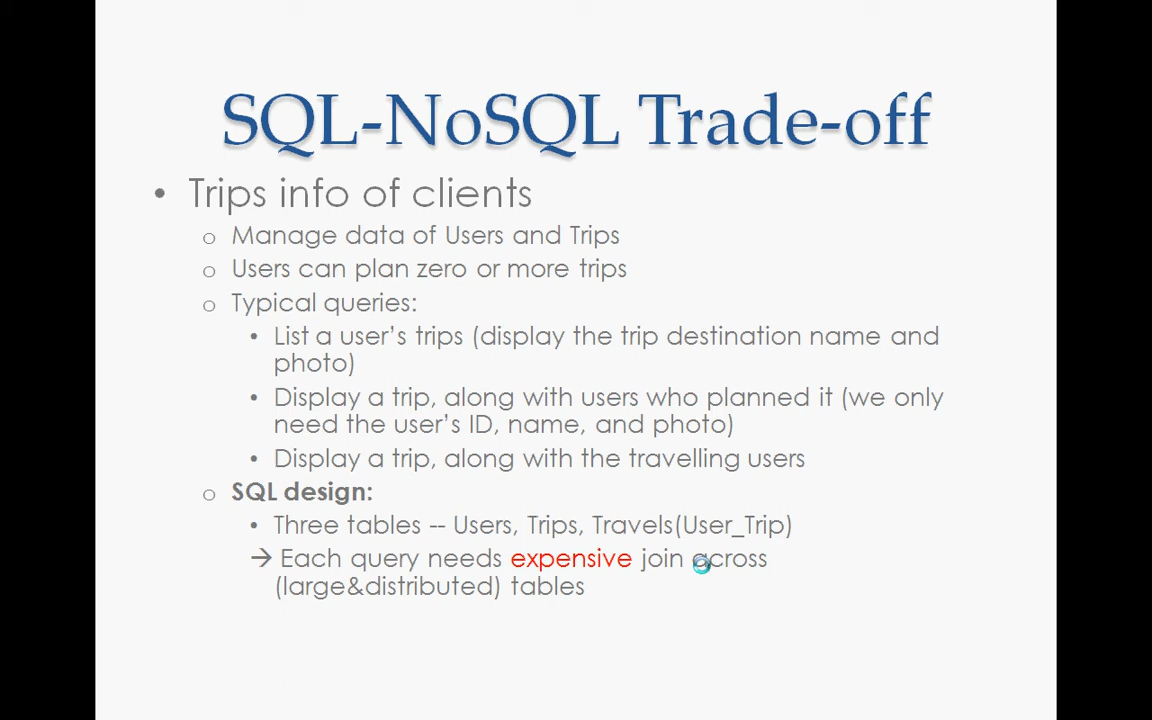 SQL-NoSQL Trade-off
• Trips info of clients
o Manage data of Users and Trips
o Users can plan zero or more trips
o Typical queries:
• List a user's trips (display the trip destination name and
photo)
• Display a trip, along with users who planned it (we only
need the user's ID, name, and photo)
• Display a trip, along with the travelling users
o SQL design:
• Three tables -- Users, Trips, Travels(User_Trip)
→ Each query needs expensive join across
(large&distributed) tables